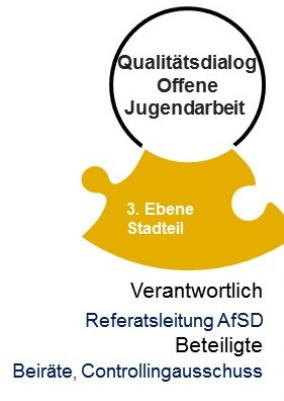 Qualitätsdialog
Offene
Jugendarbeit
3. Ebene
Stadteil
Verantwortlich
Referatsleitung AfSD
Beteiligte
Beiräte, Controllingausschuss